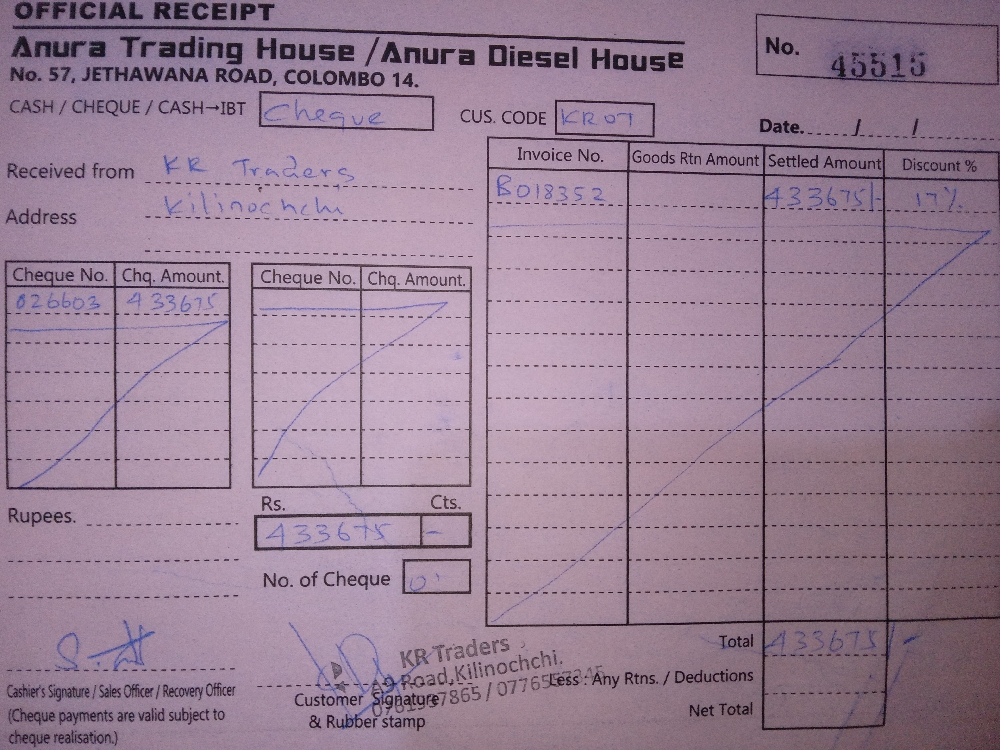 OFFICIAL RECEIPT
Anura Trading House /Anura Diesel House
No. 57, JETHAWANA ROAD, COLOMBO 14.
No. 45515
CASH / CHEQUE / CASH→IBT Cheque
CUS. CODE KR07
Date....../....../......
Received from KR Traders
Address Kilinochchi
Invoice No. Goods Rtn Amount Settled Amount Discount %
B018352 433675/- 17%
Cheque No. Chq. Amount. Cheque No. Chq. Amount.
026603 433675
Rupees.
Rs. Cts.
433675 -
No. of Cheque
Total 433675/-
Less : Any Rtns. / Deductions
Net Total
KR Traders
A9 Road,Kilinochchi.
Cashier's Signature / Sales Officer / Recovery Officer
(Cheque payments are valid subject to
cheque realisation.)
Customer Signature
& Rubber stamp